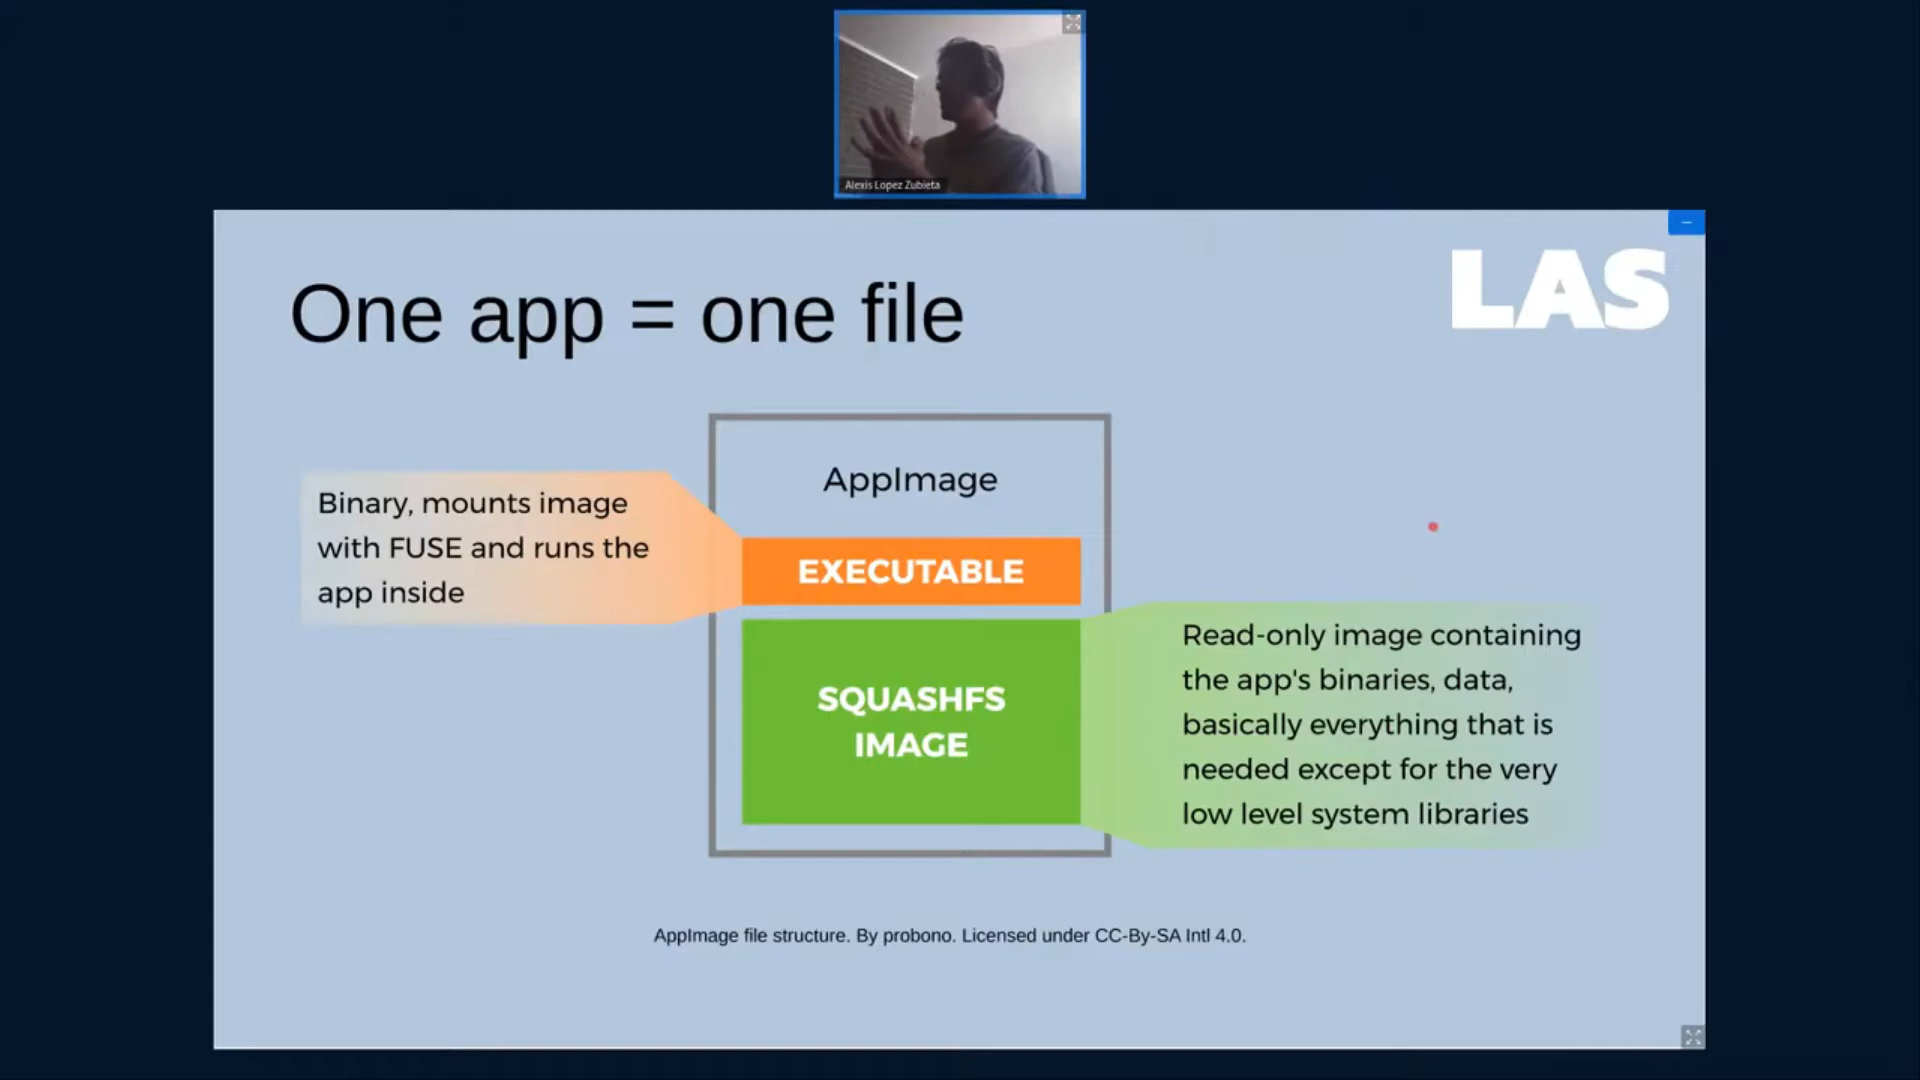 Alexis Lopez Zubieta
LAS
One app = one file
AppImage
Binary, mounts image
with FUSE and runs the
app inside
EXECUTABLE
SQUASHFS
IMAGE
Read-only image containing
the app's binaries, data,
basically everything that is
needed except for the very
low level system libraries
AppImage file structure. By probono. Licensed under CC-By-SA Intl 4.0.